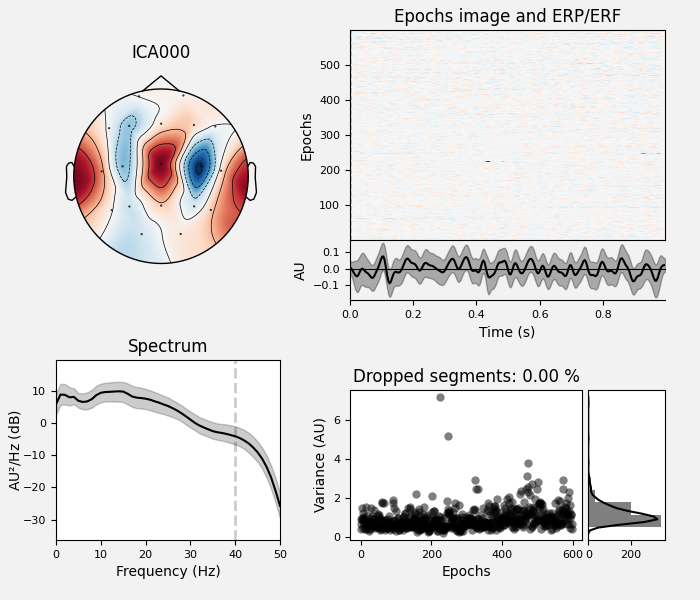 ICA000
Epochs image and ERP/ERF
Epochs
500
400
300
200
100
AU
0.1
0.0
−0.1
0.0 0.2 0.4 0.6 0.8
Time (s)
Spectrum
AU²/Hz (dB)
10
0
−10
−20
−30
0 10 20 30 40 50
Frequency (Hz)
Dropped segments: 0.00 %
Variance (AU)
6
4
2
0
0 200 400 600
Epochs
0 200